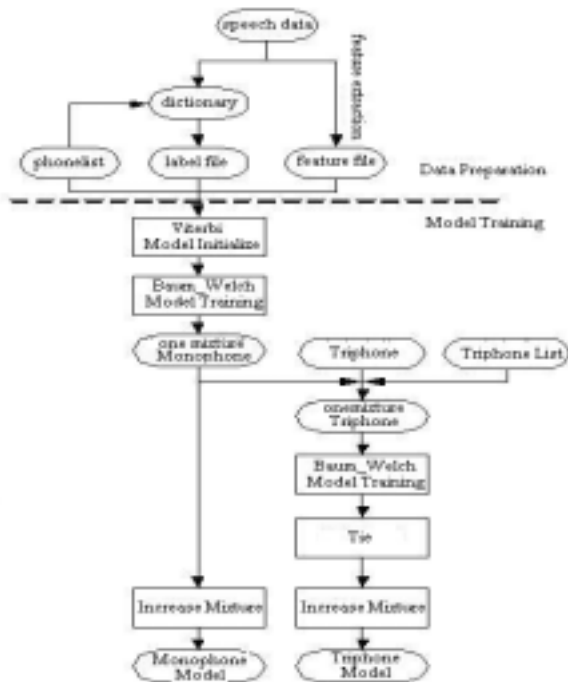 speech data
feature extraction
dictionary
phonelist
label file
feature file
Data Preparation
Model Training
Viterbi
Model Initialize
Baum_Welch
Model Training
one mixture
Monophone
Triphone
Triphone List
onemixture
Triphone
Baum_Welch
Model Training
Tie
Increase Mixture
Increase Mixture
Monophone
Model
Triphone
Model